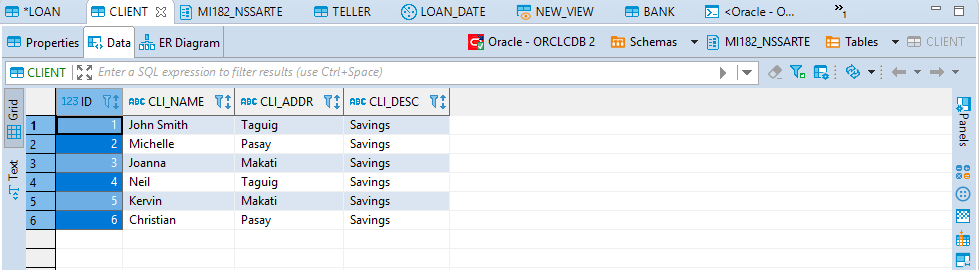 *LOAN CLIENT MI182_NSSARTE TELLER LOAN_DATE NEW_VIEW BANK <Oracle - O... »1
Properties Data ER Diagram Oracle - ORCLCDB 2 Schemas MI182_NSSARTE Tables CLIENT
CLIENT Enter a SQL expression to filter results (use Ctrl+Space)
Grid
Text
Panels
123 ID ABC CLI_NAME ABC CLI_ADDR ABC CLI_DESC
1 1 John Smith Taguig Savings
2 2 Michelle Pasay Savings
3 3 Joanna Makati Savings
4 4 Neil Taguig Savings
5 5 Kervin Makati Savings
6 6 Christian Pasay Savings